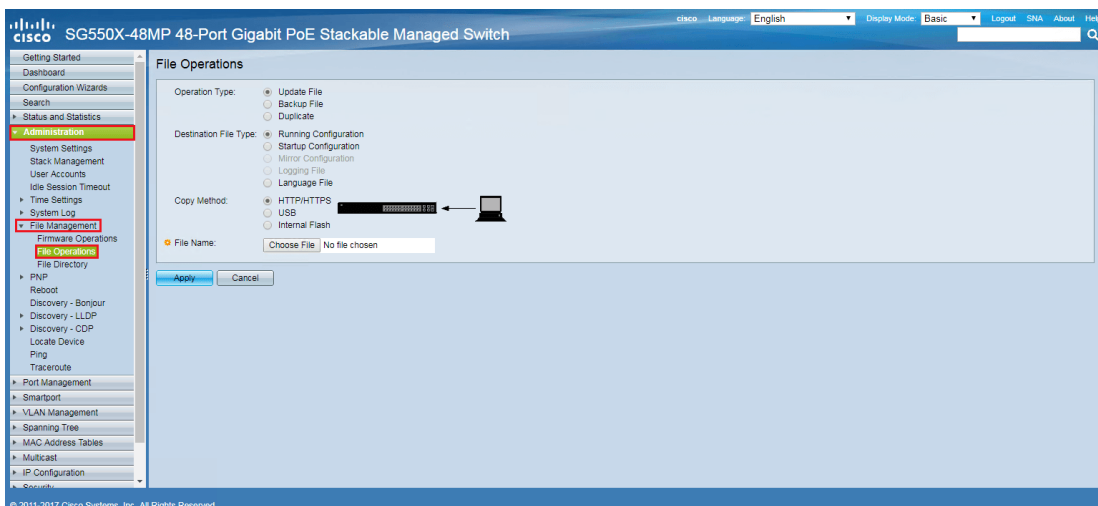 cisco Language: English Display Mode: Basic Logout SNA About Help
cisco SG550X-48MP 48-Port Gigabit PoE Stackable Managed Switch
Getting Started
Dashboard
Configuration Wizards
Search
Status and Statistics
Administration
System Settings
Stack Management
User Accounts
Idle Session Timeout
Time Settings
System Log
File Management
Firmware Operations
File Operations
File Directory
PNP
Reboot
Discovery - Bonjour
Discovery - LLDP
Discovery - CDP
Locate Device
Ping
Traceroute
Port Management
Smartport
VLAN Management
Spanning Tree
MAC Address Tables
Multicast
IP Configuration
Security
File Operations
Operation Type: Update File
Backup File
Duplicate
Destination File Type: Running Configuration
Startup Configuration
Mirror Configuration
Logging File
Language File
Copy Method: HTTP/HTTPS
USB
Internal Flash
File Name: Choose File No file chosen
Apply Cancel
© 2011-2017 Cisco Systems, Inc. All Rights Reserved.